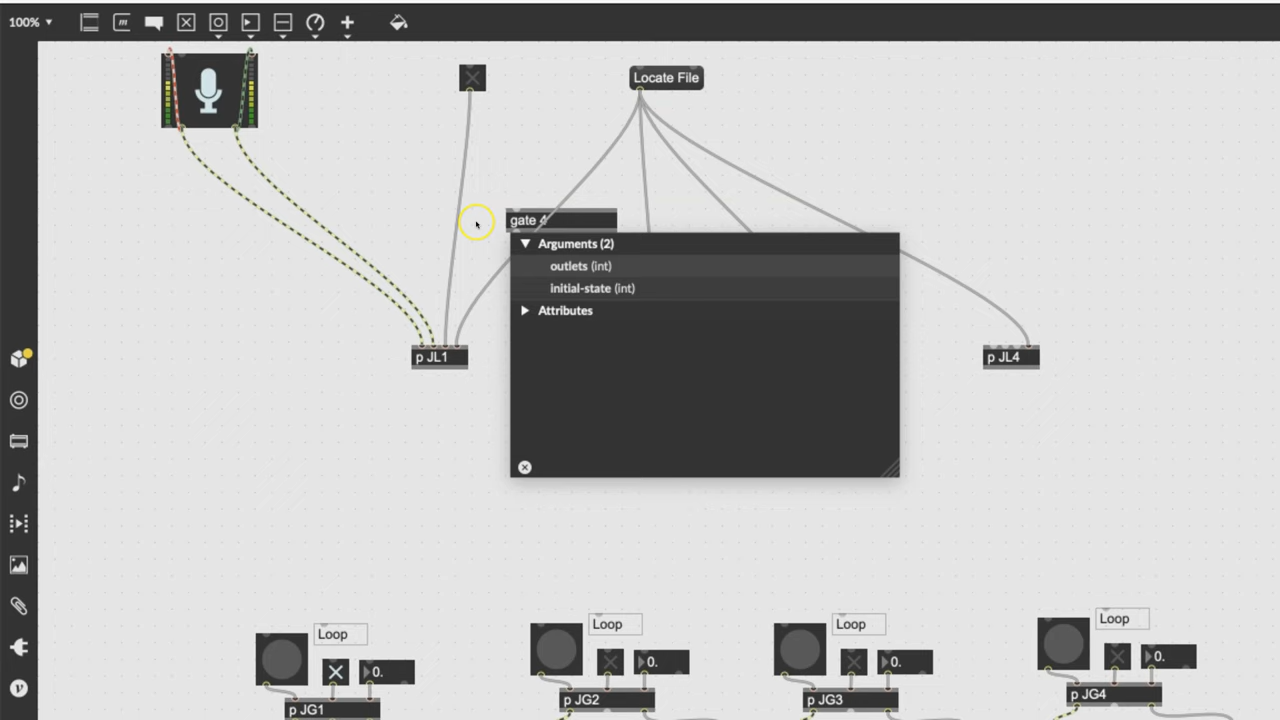 100%
m
Locate File
gate 4
Arguments (2)
outlets (int)
initial-state (int)
Attributes
p JL1
p JL4
Loop
0.
p JG1
Loop
0.
p JG2
Loop
0.
p JG3
Loop
0.
p JG4